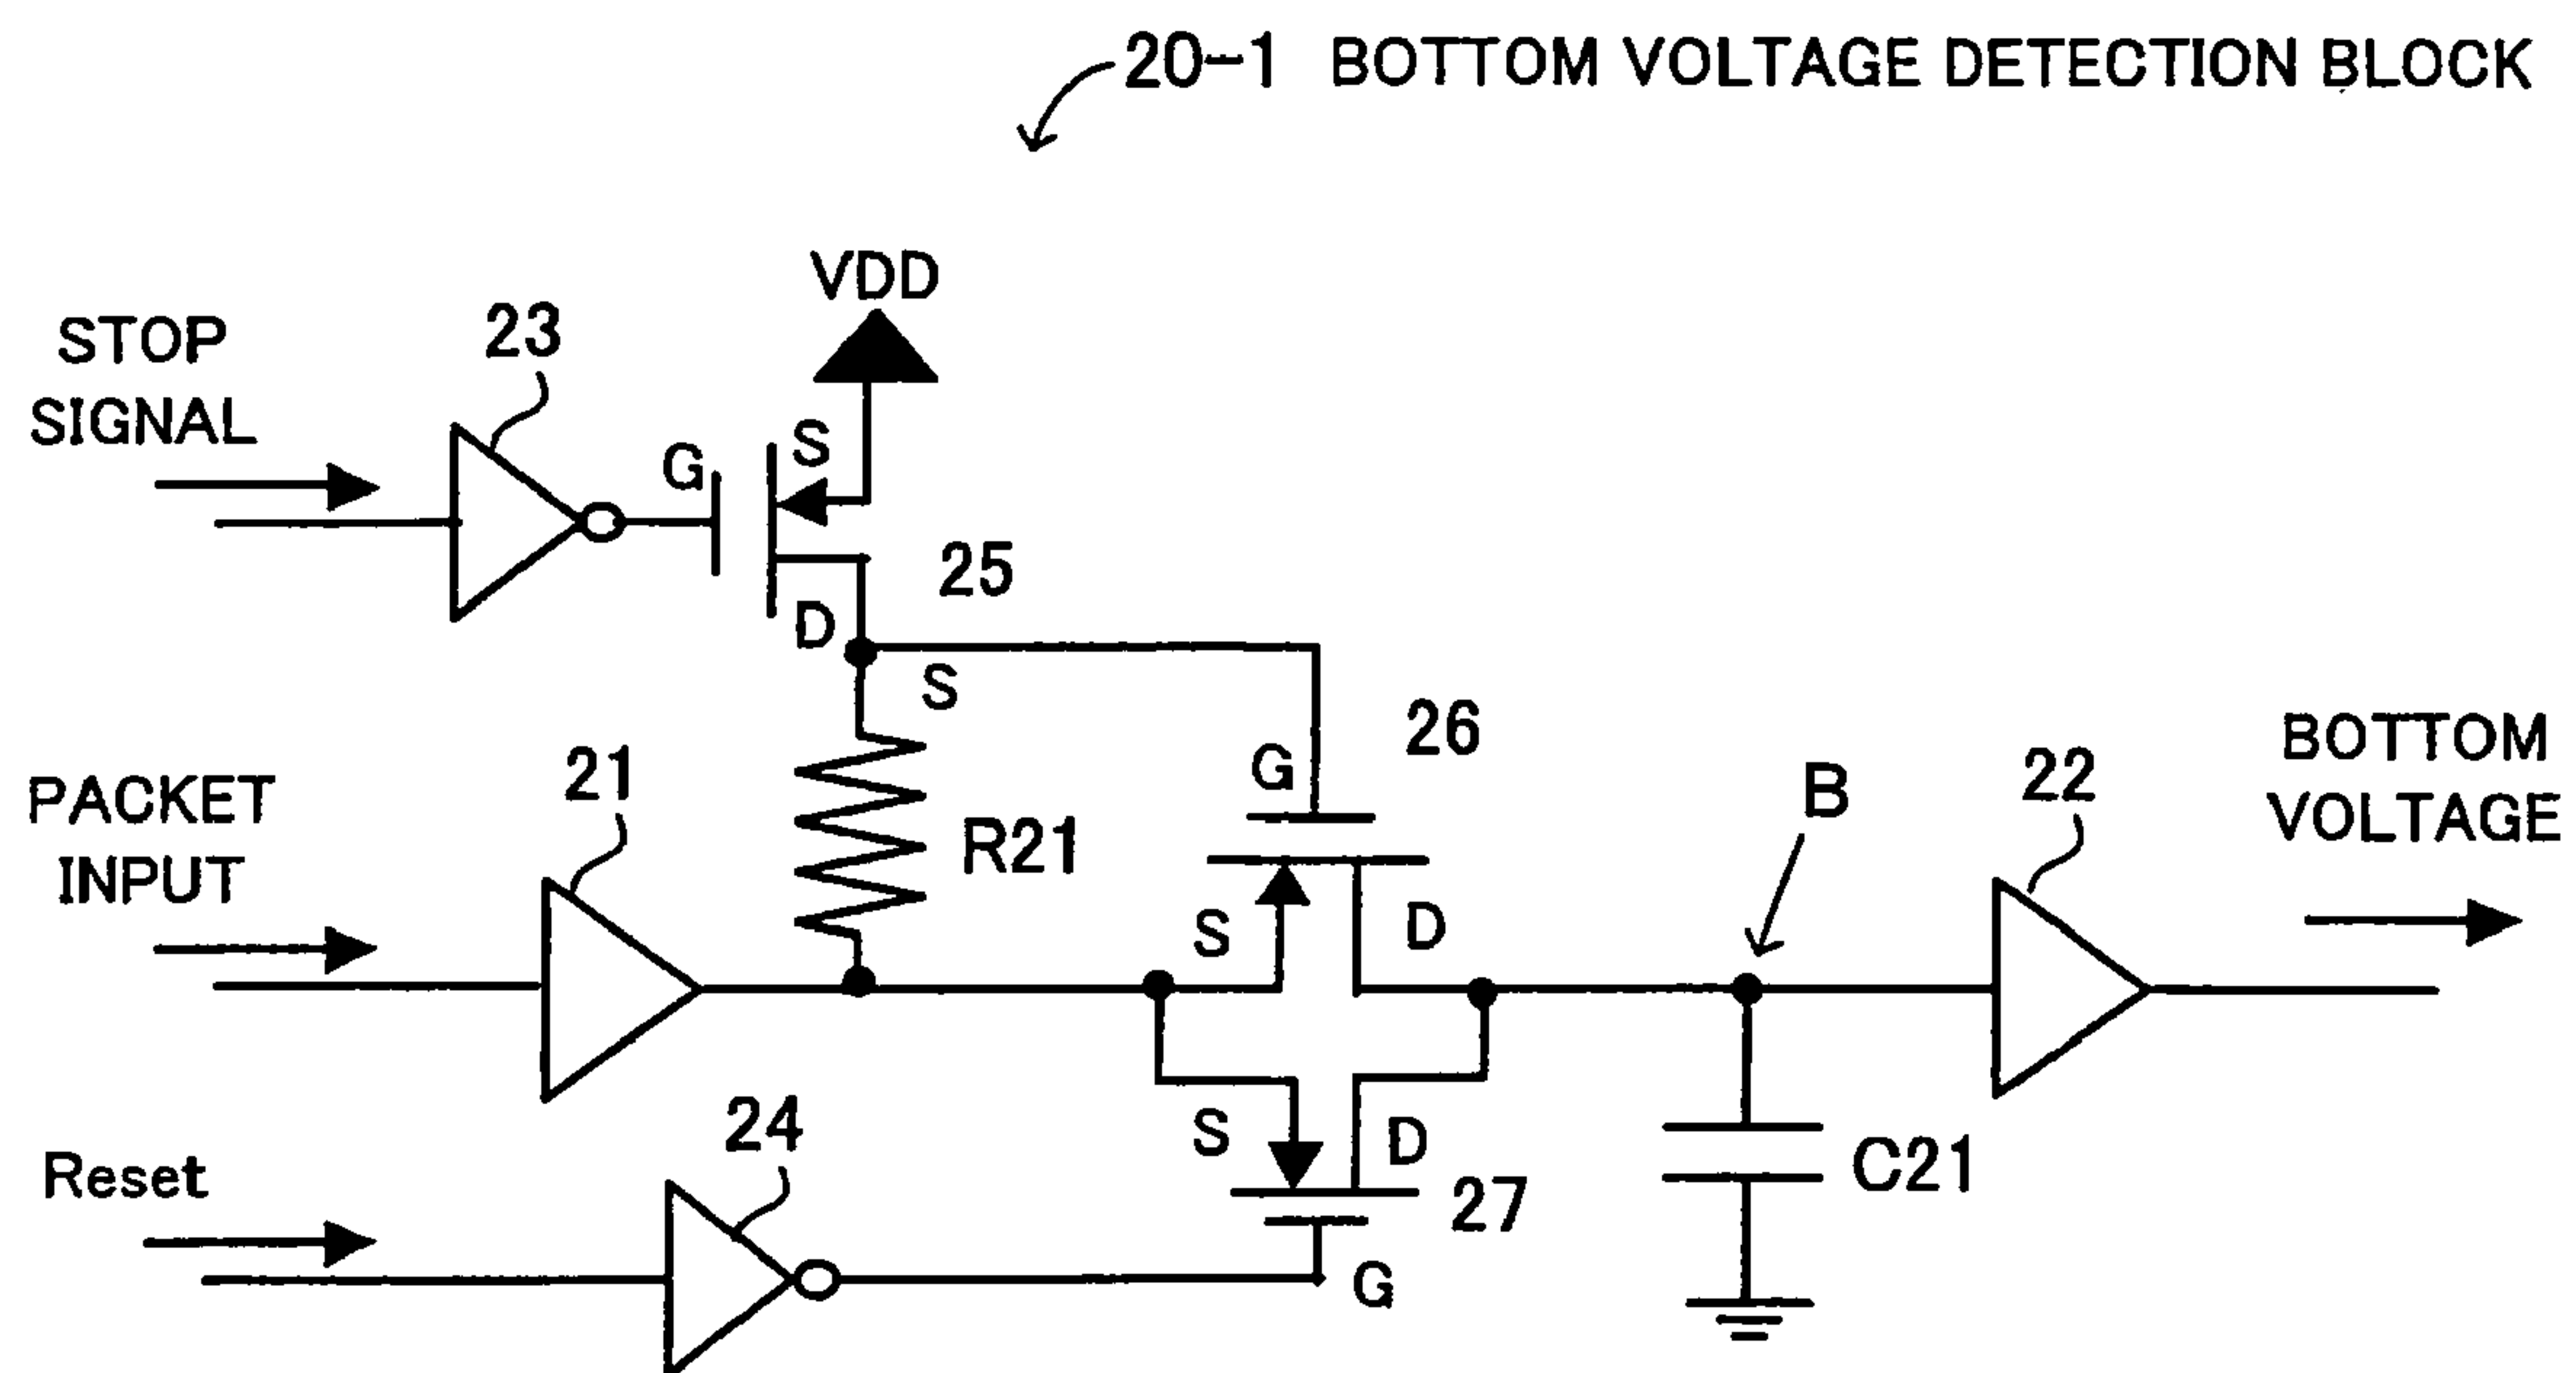 20-1 BOTTOM VOLTAGE DETECTION BLOCK
VDD
STOP
SIGNAL
23
G
S
25
D
S
26
G
R21
PACKET
INPUT
21
S
D
B
22
BOTTOM
VOLTAGE
Reset
24
S
D
27
G
C21